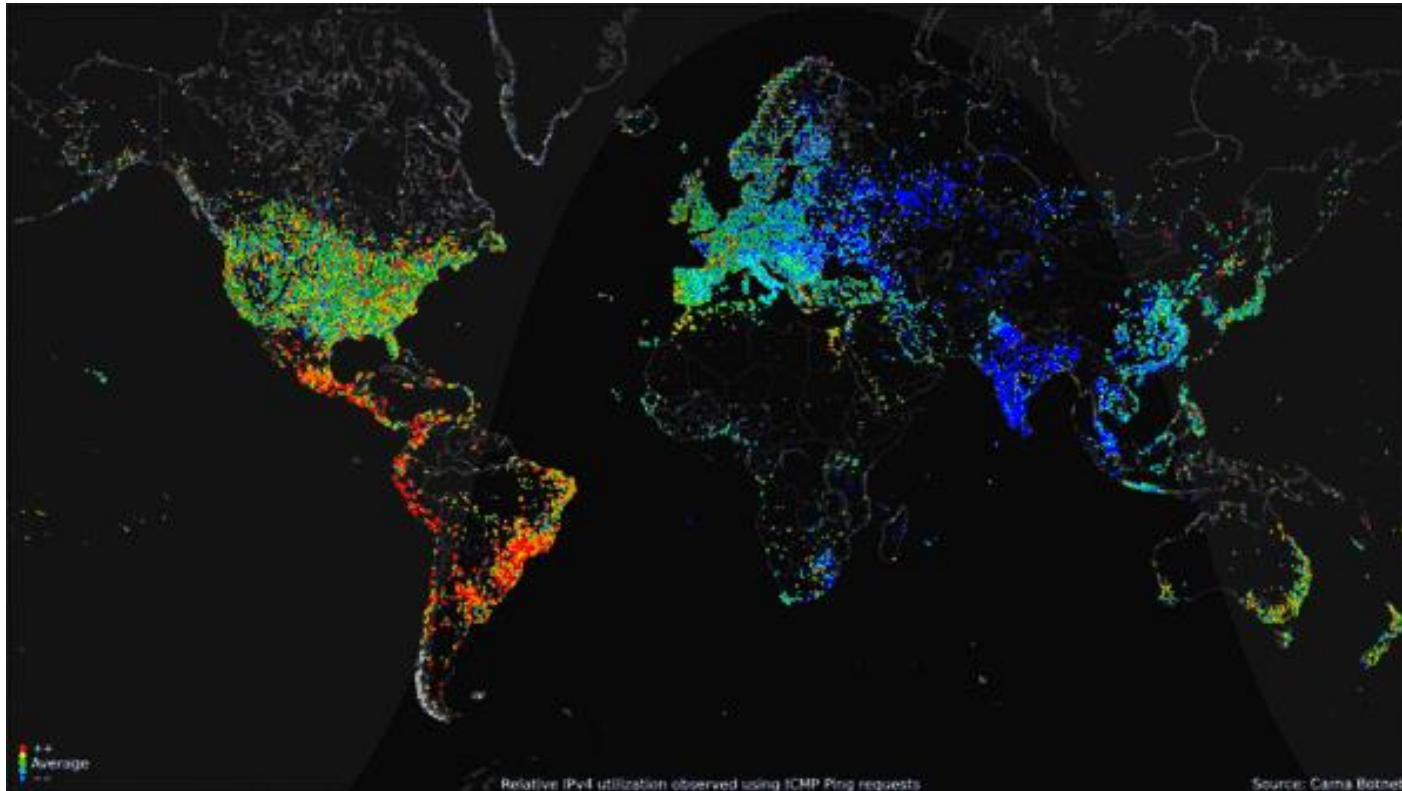 ++
Average
--
Relative IPv4 utilization observed using ICMP Ping requests
Source: Carna Botnet